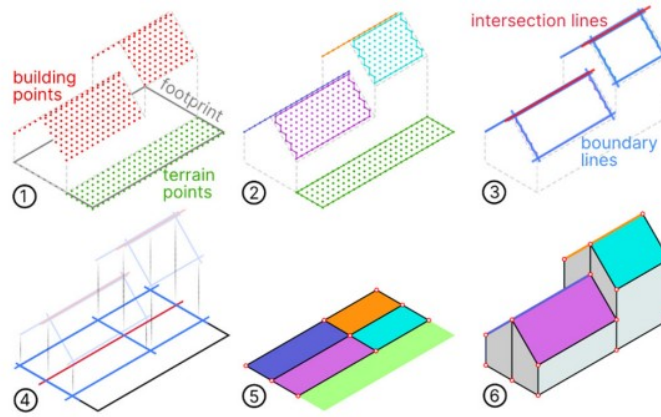 building
points
footprint
terrain
points
1
2
intersection lines
boundary
lines
3
4
5
6